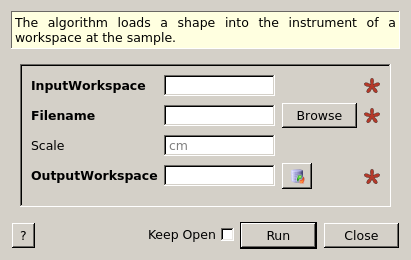 The algorithm loads a shape into the instrument of a
workspace at the sample.
InputWorkspace
Filename Browse
Scale cm
OutputWorkspace
? Keep Open Run Close